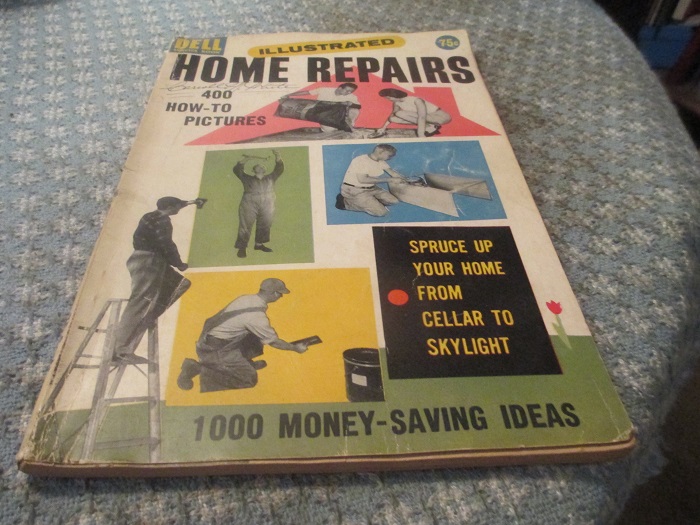 DELL
ILLUSTRATED
75¢
HOME REPAIRS
400
HOW-TO
PICTURES
SPRUCE UP
YOUR HOME
FROM
CELLAR TO
SKYLIGHT
1000 MONEY-SAVING IDEAS